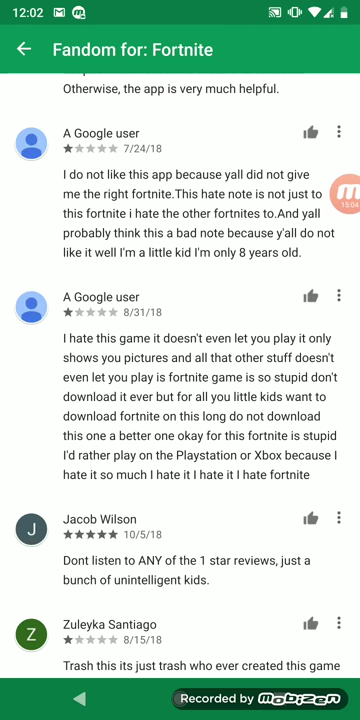 12:02
Fandom for: Fortnite
Otherwise, the app is very much helpful.
A Google user
7/24/18
I do not like this app because yall did not give
me the right fortnite.This hate note is not just to
this fortnite i hate the other fortnites to.And yall
probably think this a bad note because y'all do not
like it well I'm a little kid I'm only 8 years old.
15:04
A Google user
8/31/18
I hate this game it doesn't even let you play it only
shows you pictures and all that other stuff doesn't
even let you play is fortnite game is so stupid don't
download it ever but for all you little kids want to
download fortnite on this long do not download
this one a better one okay for this fortnite is stupid
I'd rather play on the Playstation or Xbox because I
hate it so much I hate it I hate it I hate fortnite
J
Jacob Wilson
10/5/18
Dont listen to ANY of the 1 star reviews, just a
bunch of unintelligent kids.
Z
Zuleyka Santiago
8/15/18
Trash this its just trash who ever created this game
Recorded by mobizen